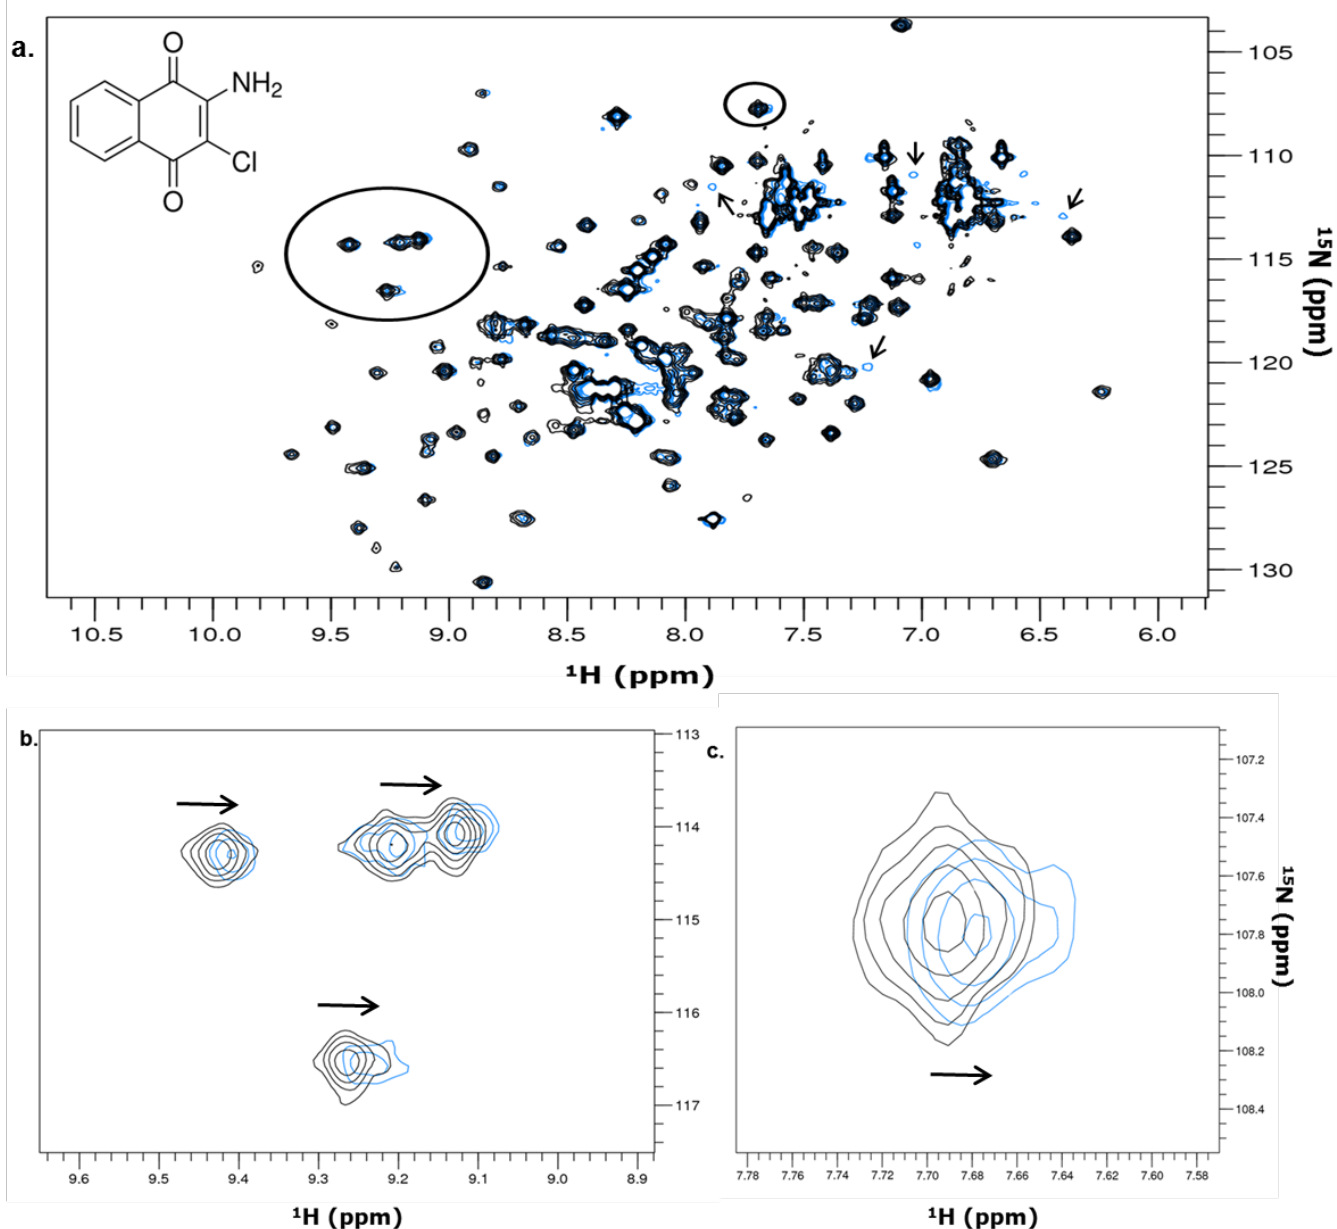 a.
O
NH2
Cl
O
105
110
115
120
125
130
15N (ppm)
10.5 10.0 9.5 9.0 8.5 8.0 7.5 7.0 6.5 6.0
1H (ppm)
b.
113
114
115
116
117
9.6 9.5 9.4 9.3 9.2 9.1 9.0 8.9
1H (ppm)
c.
107.2
107.4
107.6
107.8
108.0
108.2
108.4
15N (ppm)
7.78 7.76 7.74 7.72 7.70 7.68 7.66 7.64 7.62 7.60 7.58
1H (ppm)